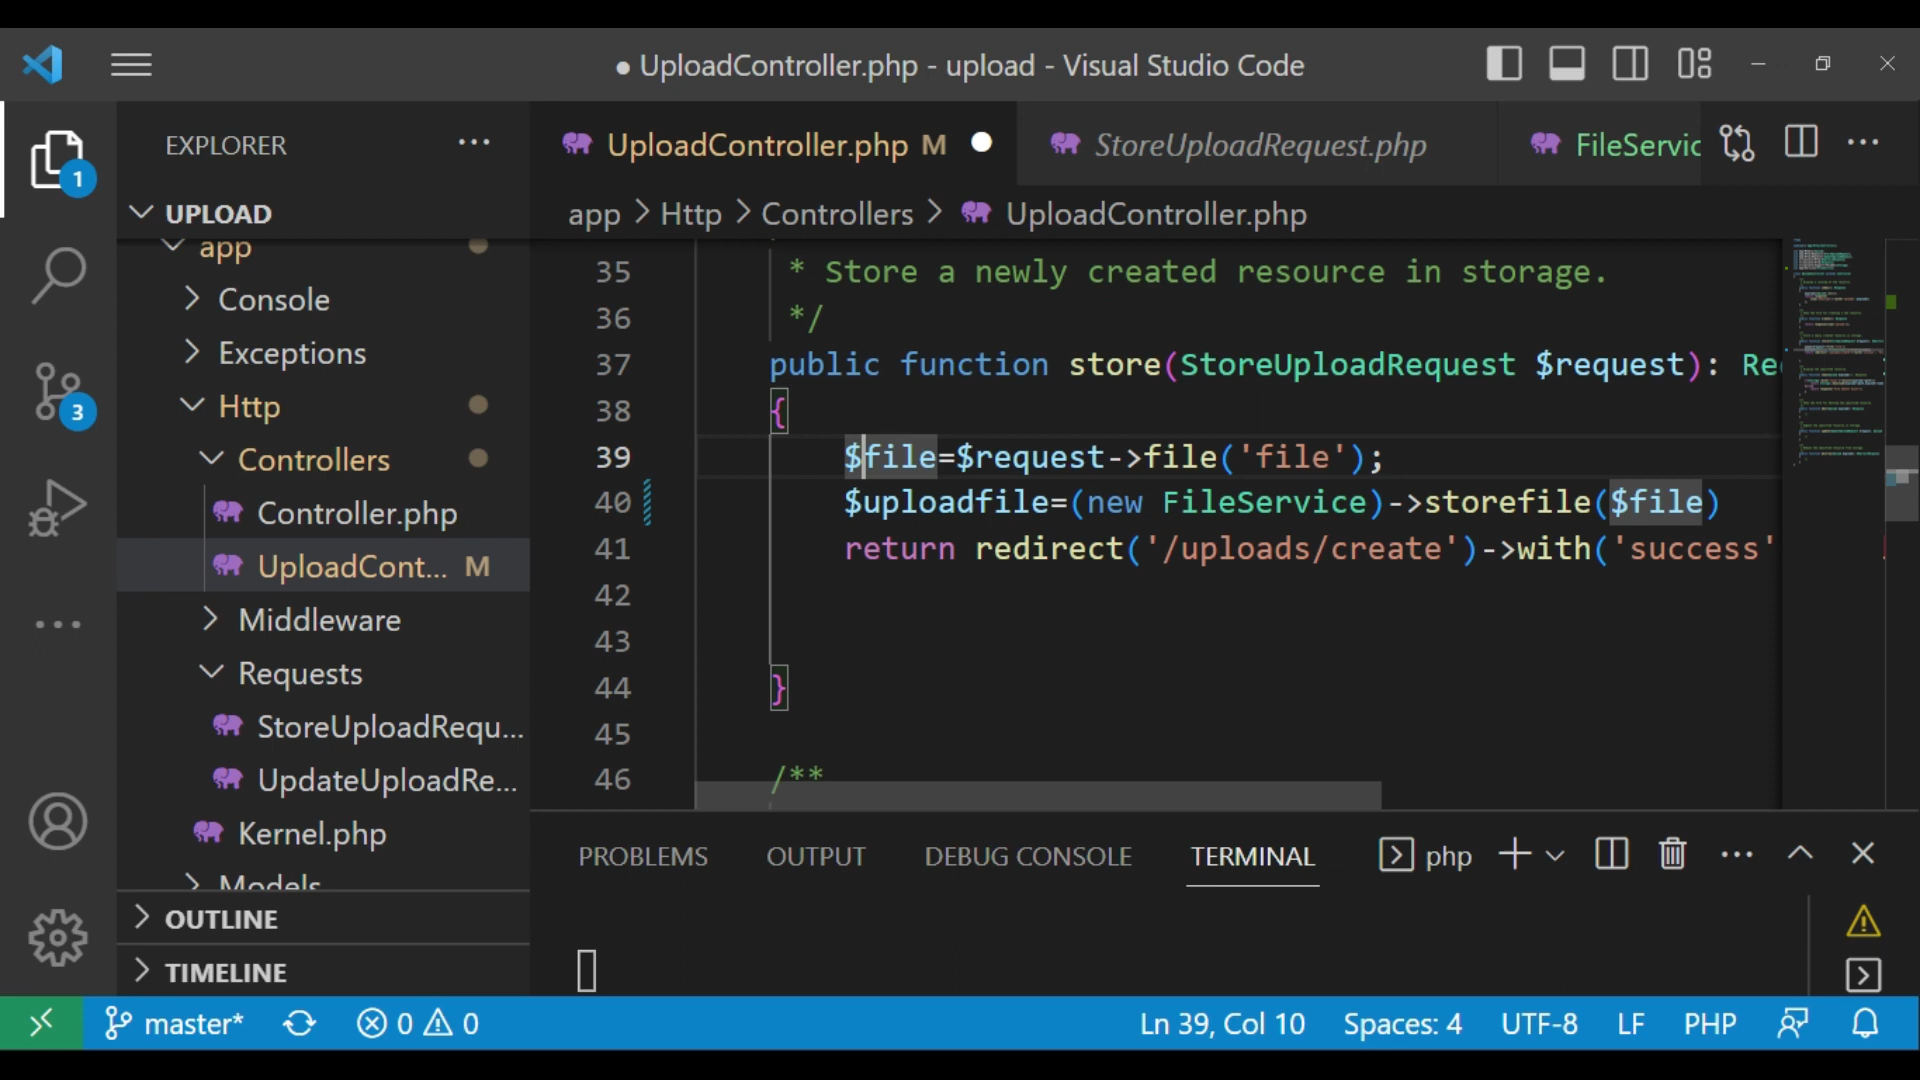 ● UploadController.php - upload - Visual Studio Code
EXPLORER
1
UPLOAD
app
Console
Exceptions
Http
3
Controllers
Controller.php
UploadCont... M
Middleware
Requests
StoreUploadRequ...
UpdateUploadRe...
Kernel.php
Models
OUTLINE
TIMELINE
UploadController.php M
StoreUploadRequest.php
FileServic
app > Http > Controllers > UploadController.php
35 * Store a newly created resource in storage.
36 */
37 public function store(StoreUploadRequest $request): Re
38 {
39 $file=$request->file('file');
40 $uploadfile=(new FileService)->storefile($file)
41 return redirect('/uploads/create')->with('success'
42
43
44 }
45
46 /**
PROBLEMS OUTPUT DEBUG CONSOLE TERMINAL php
master* 0 0 Ln 39, Col 10 Spaces: 4 UTF-8 LF PHP